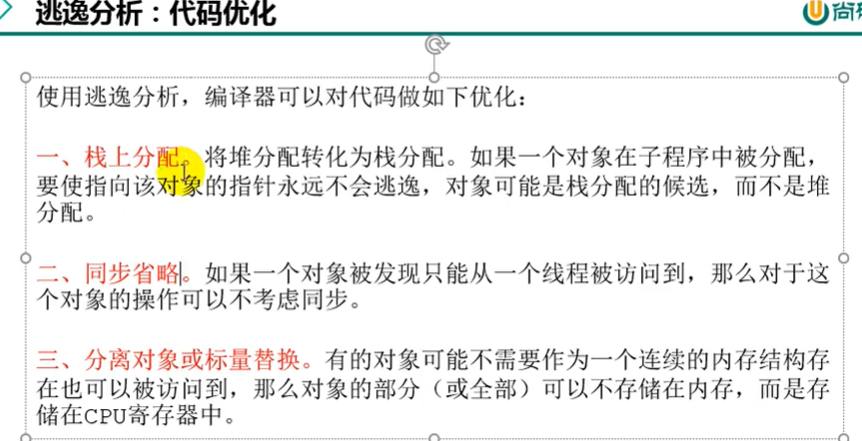 逃逸分析：代码优化
尚
使用逃逸分析，编译器可以对代码做如下优化：
一、栈上分配。将堆分配转化为栈分配。如果一个对象在子程序中被分配，
要使指向该对象的指针永远不会逃逸，对象可能是栈分配的候选，而不是堆
分配。
二、同步省略。如果一个对象被发现只能从一个线程被访问到，那么对于这
个对象的操作可以不考虑同步。
三、分离对象或标量替换。有的对象可能不需要作为一个连续的内存结构存
在也可以被访问到，那么对象的部分（或全部）可以不存储在内存，而是存
储在CPU寄存器中。